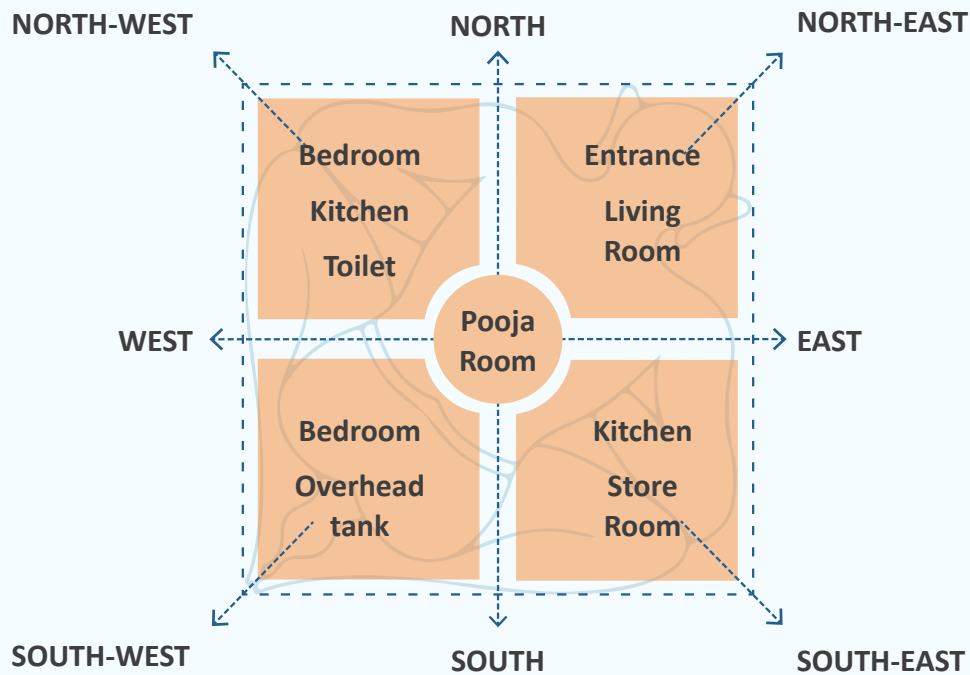 NORTH-WEST
NORTH
NORTH-EAST
Bedroom
Kitchen
Toilet
Entrance
Living
Room
WEST
Pooja
Room
EAST
Bedroom
Overhead
tank
Kitchen
Store
Room
SOUTH-WEST
SOUTH
SOUTH-EAST